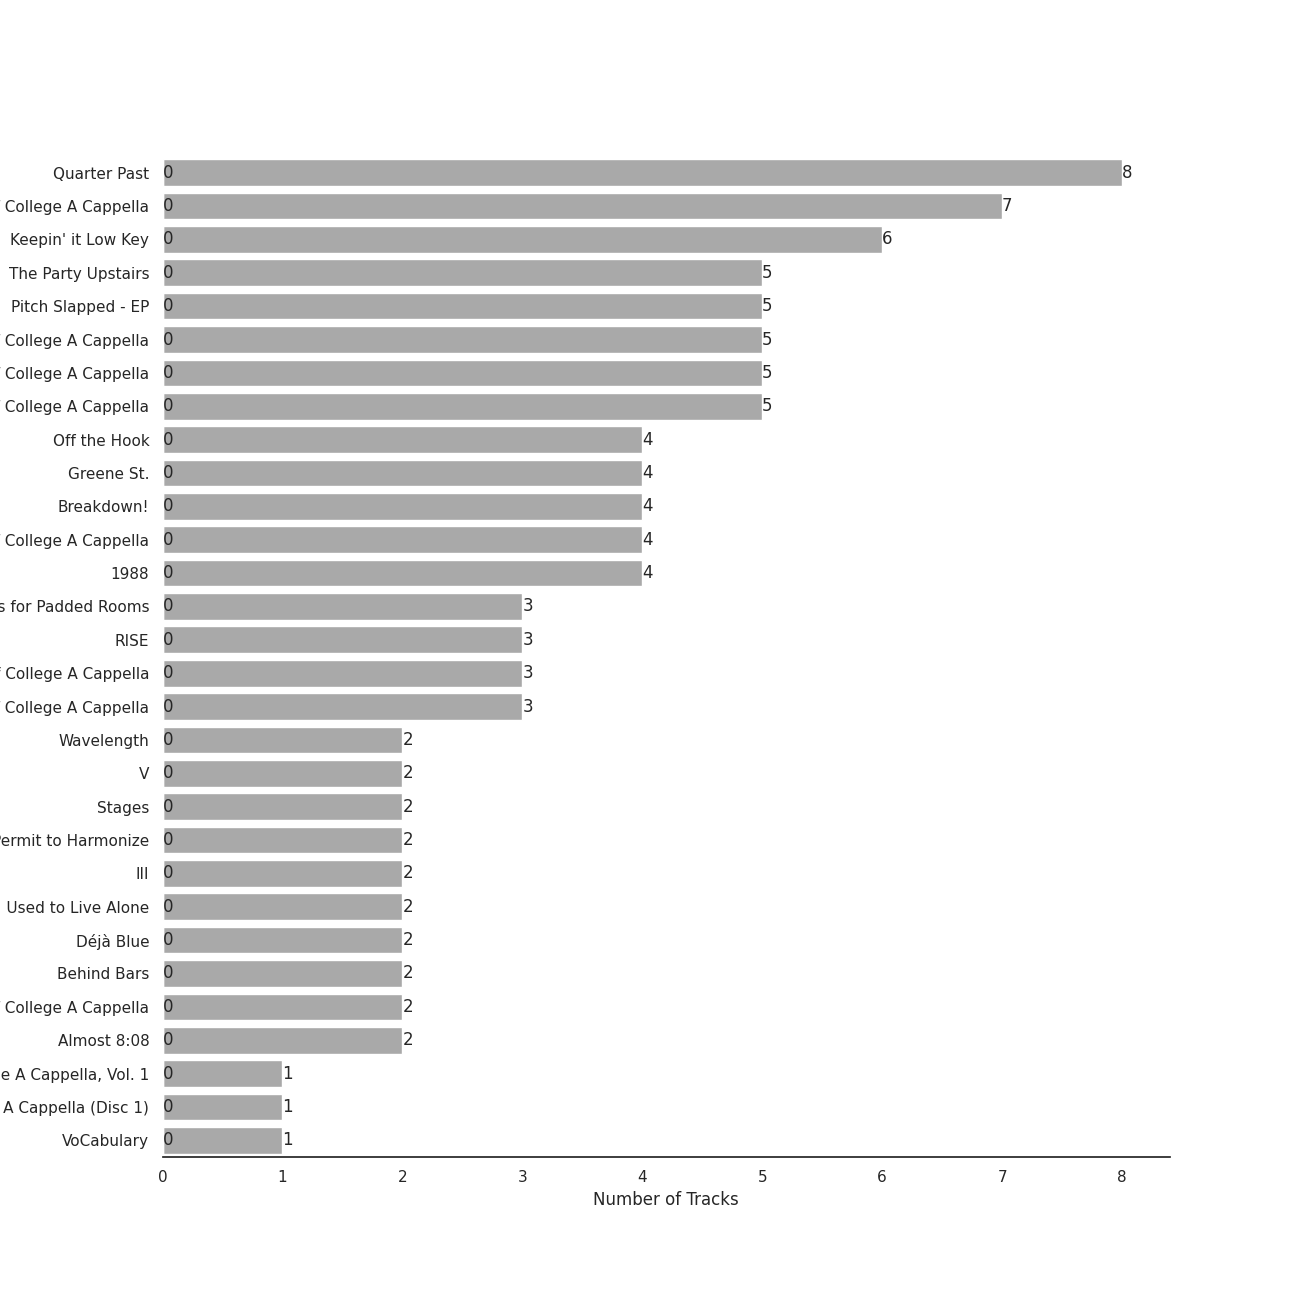 Quarter Past 0 8
College A Cappella 0 7
Keepin' it Low Key 0 6
The Party Upstairs 0 5
Pitch Slapped - EP 0 5
College A Cappella 0 5
College A Cappella 0 5
College A Cappella 0 5
Off the Hook 0 4
Greene St. 0 4
Breakdown! 0 4
College A Cappella 0 4
1988 0 4
for Padded Rooms 0 3
RISE 0 3
College A Cappella 0 3
College A Cappella 0 3
Wavelength 0 2
V 0 2
Stages 0 2
Permit to Harmonize 0 2
III 0 2
Used to Live Alone 0 2
Déjà Blue 0 2
Behind Bars 0 2
College A Cappella 0 2
Almost 8:08 0 2
A Cappella, Vol. 1 0 1
A Cappella (Disc 1) 0 1
VoCabulary 0 1
0 1 2 3 4 5 6 7 8
Number of Tracks